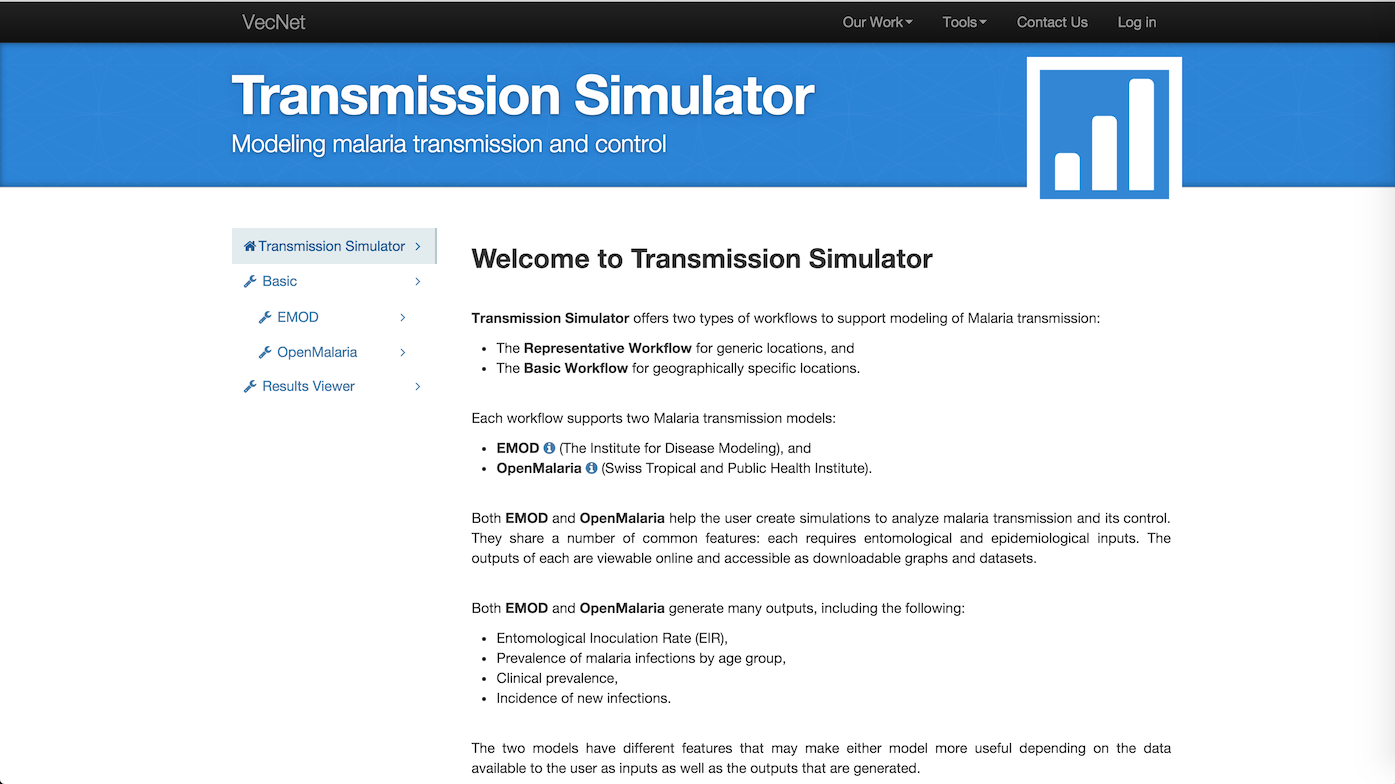 VecNet
Our Work
Tools
Contact Us
Log in
Transmission Simulator
Modeling malaria transmission and control
Transmission Simulator
Basic
EMOD
OpenMalaria
Results Viewer
Welcome to Transmission Simulator
Transmission Simulator offers two types of workflows to support modeling of Malaria transmission:
• The Representative Workflow for generic locations, and
• The Basic Workflow for geographically specific locations.
Each workflow supports two Malaria transmission models:
• EMOD (The Institute for Disease Modeling), and
• OpenMalaria (Swiss Tropical and Public Health Institute).
Both EMOD and OpenMalaria help the user create simulations to analyze malaria transmission and its control.
They share a number of common features: each requires entomological and epidemiological inputs. The
outputs of each are viewable online and accessible as downloadable graphs and datasets.
Both EMOD and OpenMalaria generate many outputs, including the following:
• Entomological Inoculation Rate (EIR),
• Prevalence of malaria infections by age group,
• Clinical prevalence,
• Incidence of new infections.
The two models have different features that may make either model more useful depending on the data
available to the user as inputs as well as the outputs that are generated.